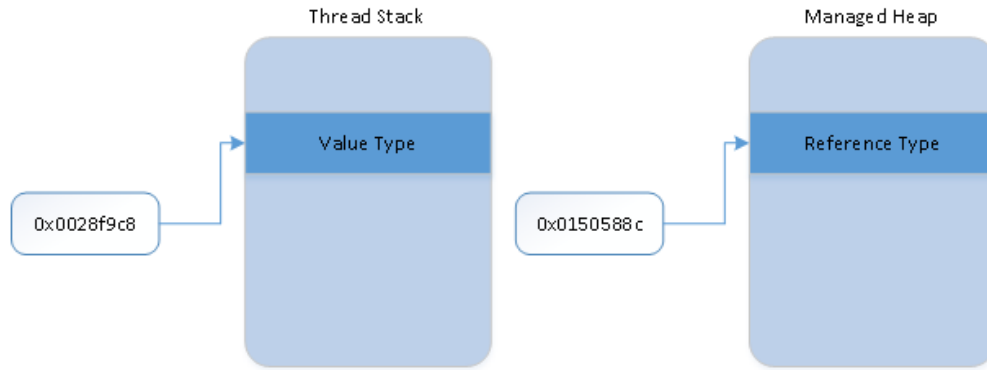 Thread Stack
Managed Heap
Value Type
Reference Type
0x0028f9c8
0x0150588c